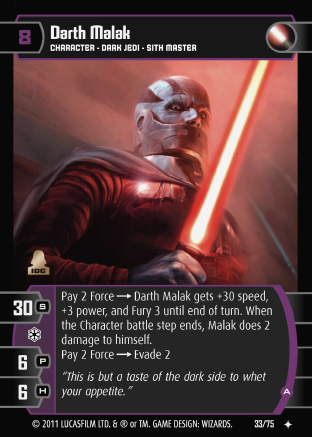 8 Darth Malak
CHARACTER - DARK JEDI - SITH MASTER
IDC
30 S
6 P
6 H
Pay 2 Force → Darth Malak gets +30 speed,
+3 power, and Fury 3 until end of turn. When
the Character battle step ends, Malak does 2
damage to himself.
Pay 2 Force → Evade 2
"This is but a taste of the dark side to whet
your appetite."
A
© 2011 LUCASFILM LTD. & ® or TM. GAME DESIGN: WIZARDS. 33/75